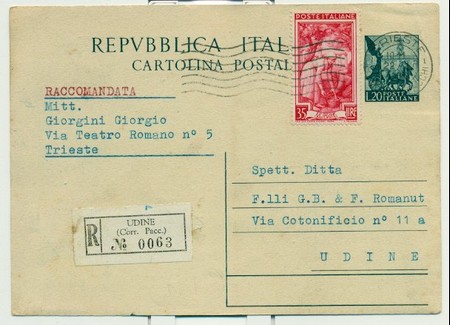 REPVBBLICA ITAL
CARTOLINA POSTAL
POSTE ITALIANE
35 LIRE
L.20 POSTE
ITALIANE
RACCOMANDATA
Mitt.
Giorgini Giorgio
Via Teatro Romano n° 5
Trieste
Spett. Ditta
F.lli G.B. & F. Romanut
Via Cotonificio n° 11 a
UDINE
R
UDINE
(Corr. Pacc.)
№ 0063